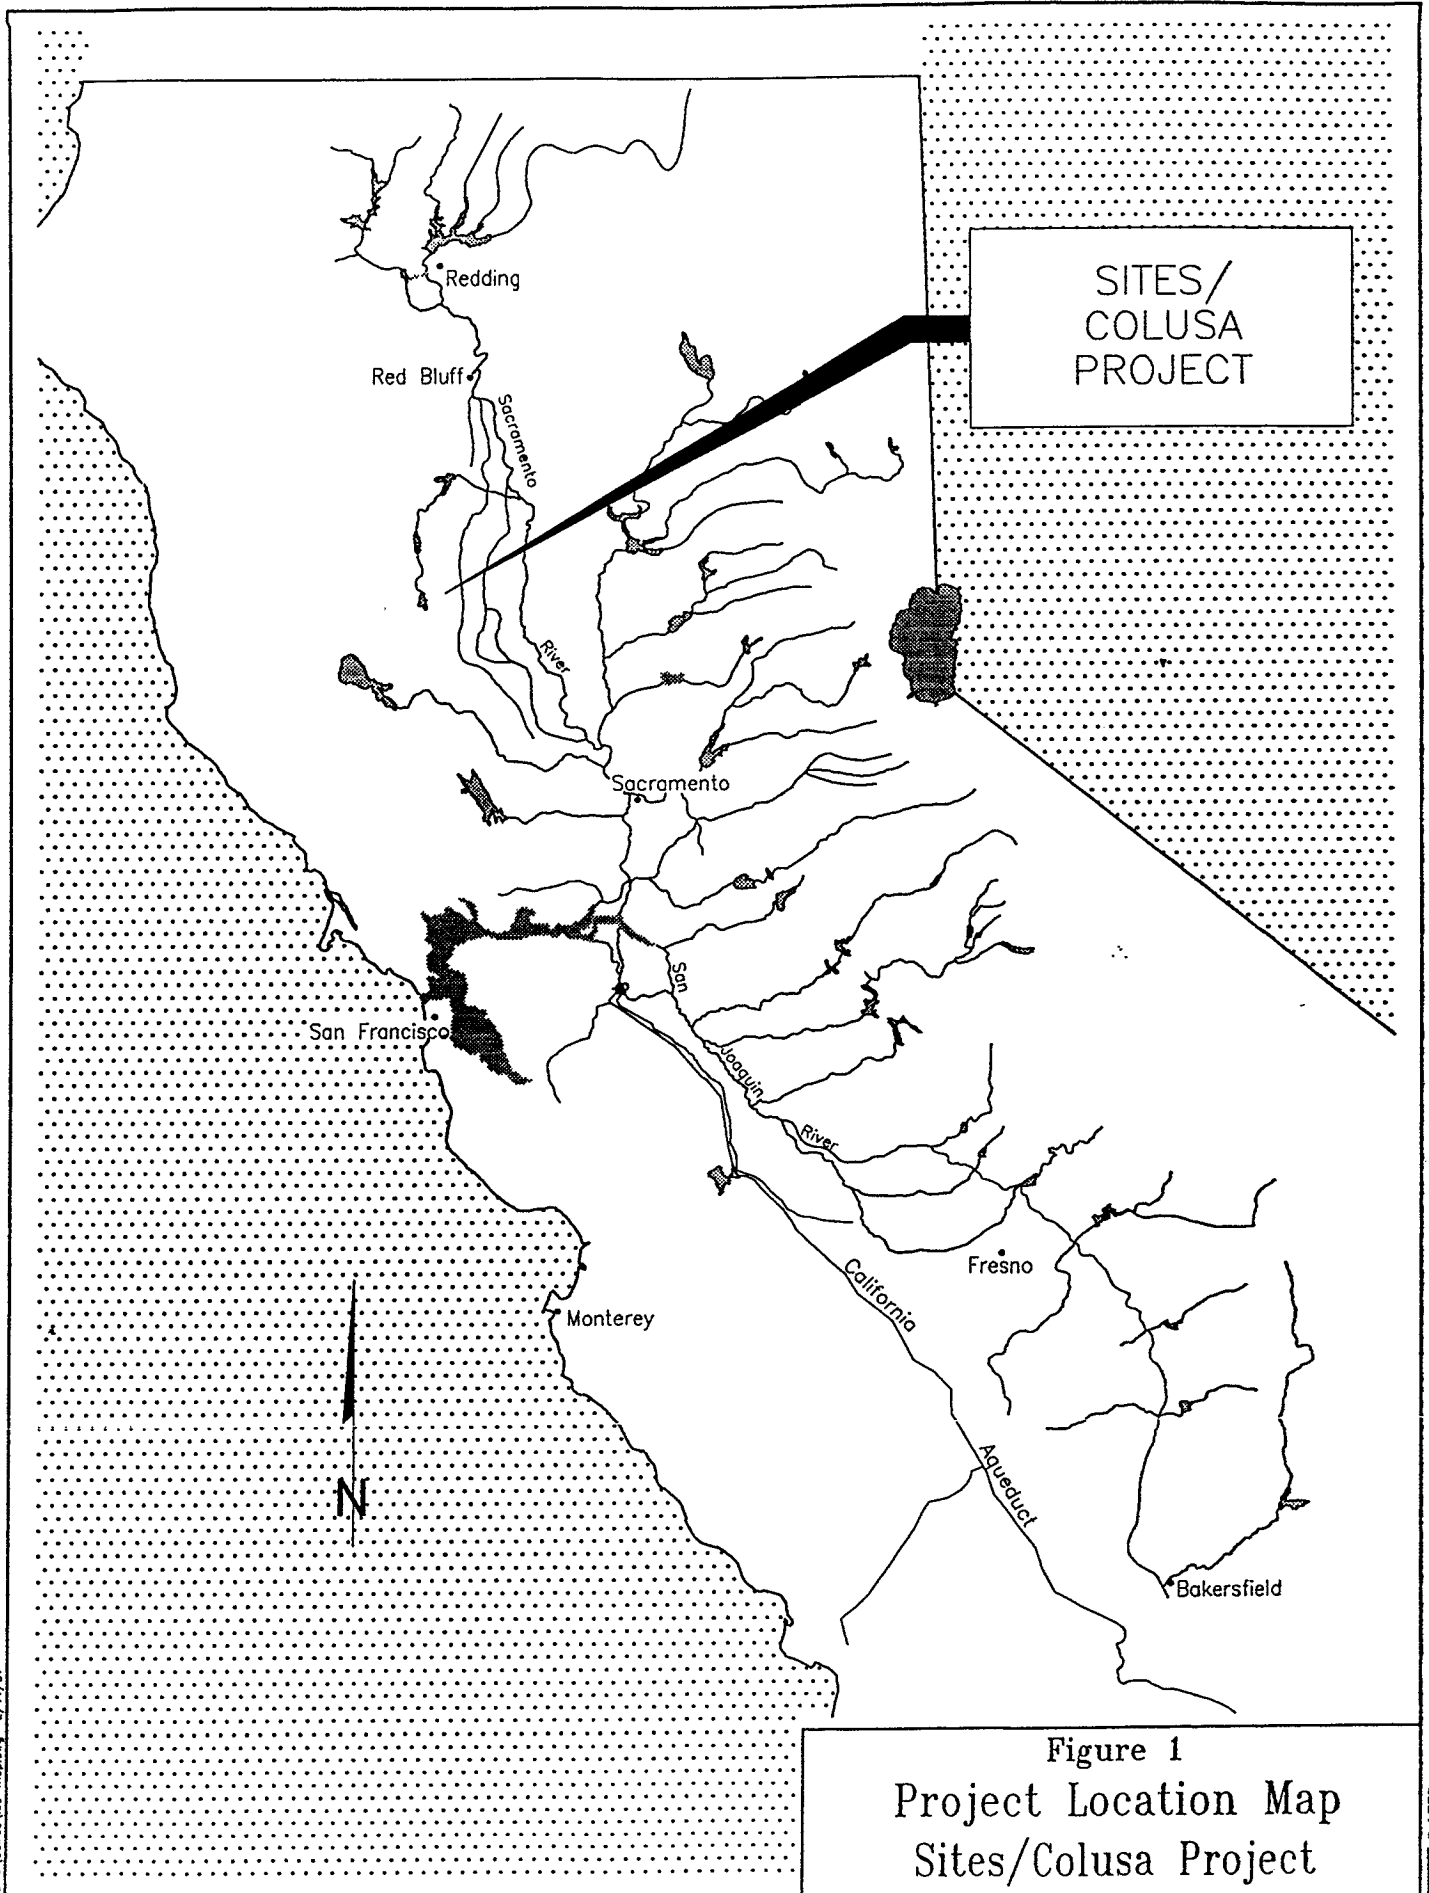 SITES/
COLUSA
PROJECT
Redding
Red Bluff
Sacramento
River
Sacramento
San Francisco
San
Joaquin
River
Fresno
California
Monterey
Aqueduct
N
Bakersfield
Figure 1
Project Location Map
Sites/Colusa Project